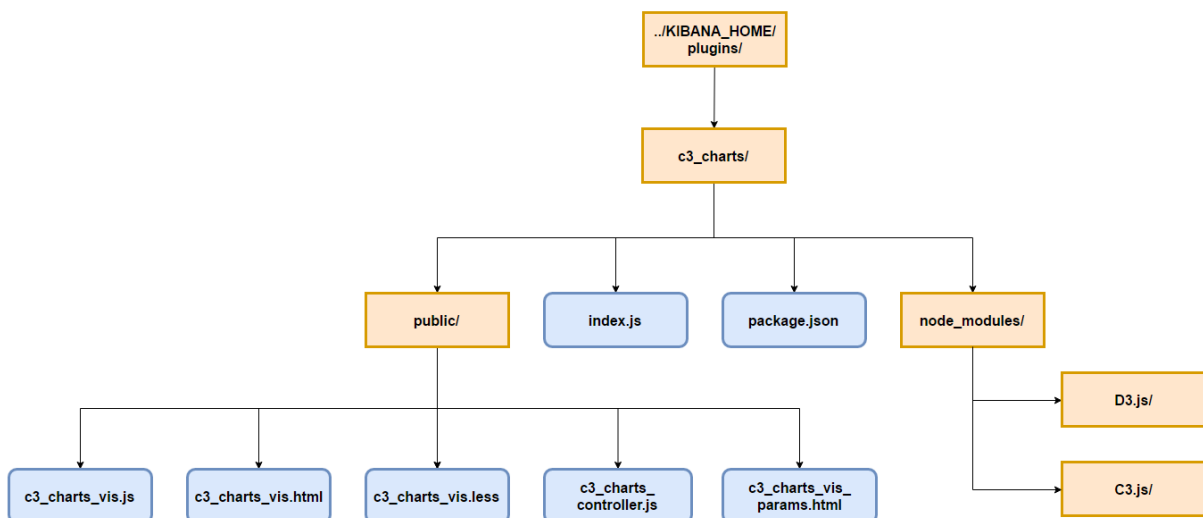 ../KIBANA_HOME/
plugins/
c3_charts/
public/
index.js
package.json
node_modules/
D3.js/
C3.js/
c3_charts_vis.js
c3_charts_vis.html
c3_charts_vis.less
c3_charts_
controller.js
c3_charts_vis_
params.html